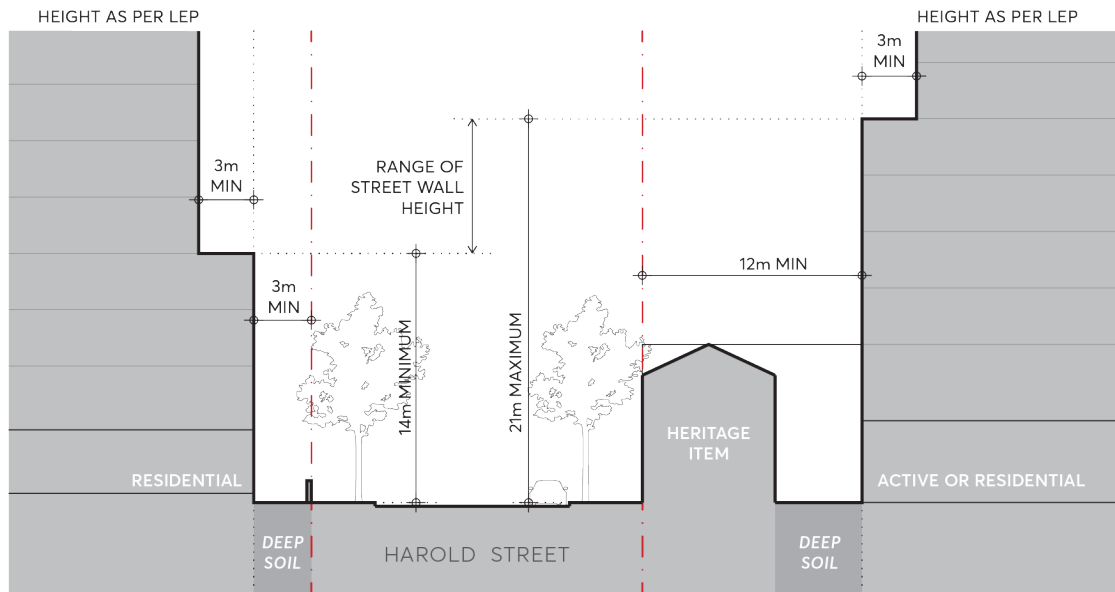 HEIGHT AS PER LEP
HEIGHT AS PER LEP
3m
MIN
RANGE OF
STREET WALL
HEIGHT
3m
MIN
12m MIN
3m
MIN
14m MINIMUM
21m MAXIMUM
HERITAGE
ITEM
RESIDENTIAL
ACTIVE OR RESIDENTIAL
DEEP
SOIL
HAROLD STREET
DEEP
SOIL